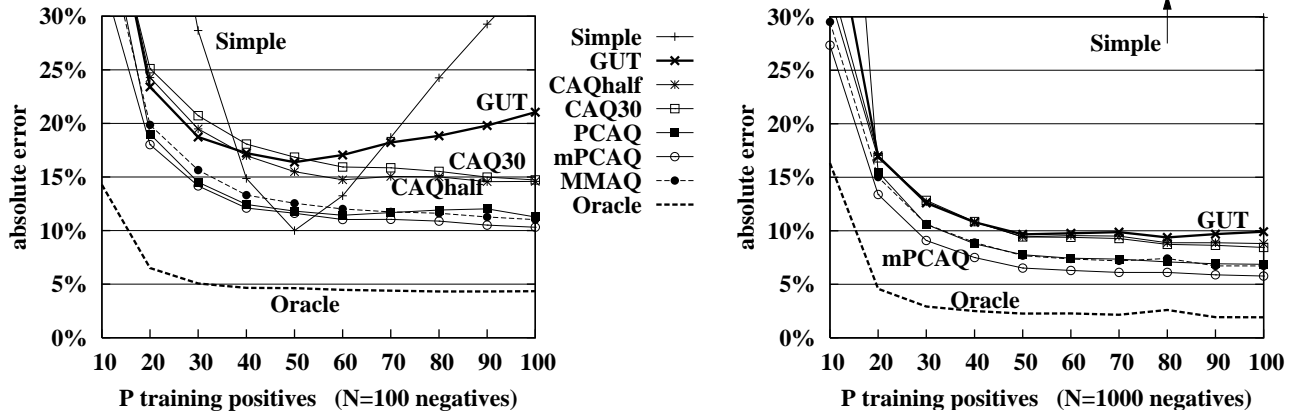 30%
25%
20%
15%
10%
5%
0%
absolute error
10 20 30 40 50 60 70 80 90 100
P training positives (N=100 negatives)
Simple
GUT
CAQ30
CAQhalf
Oracle
Simple
GUT
CAQhalf
CAQ30
PCAQ
mPCAQ
MMAQ
Oracle
30%
25%
20%
15%
10%
5%
0%
absolute error
10 20 30 40 50 60 70 80 90 100
P training positives (N=1000 negatives)
Simple
GUT
mPCAQ
Oracle